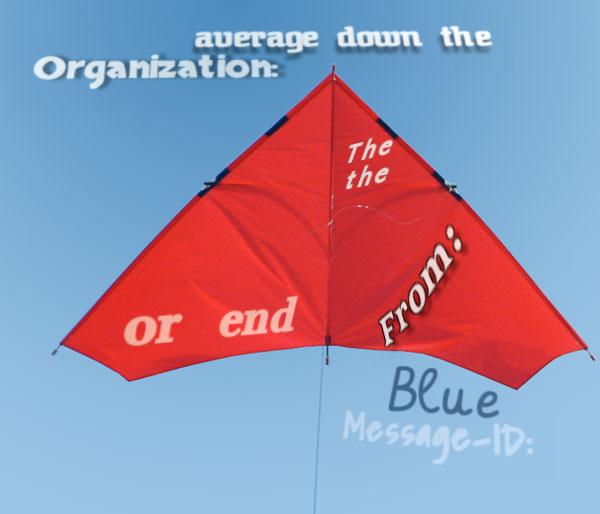 average down the
Organization:
The
the
From:
or end
Blue
Message-ID: